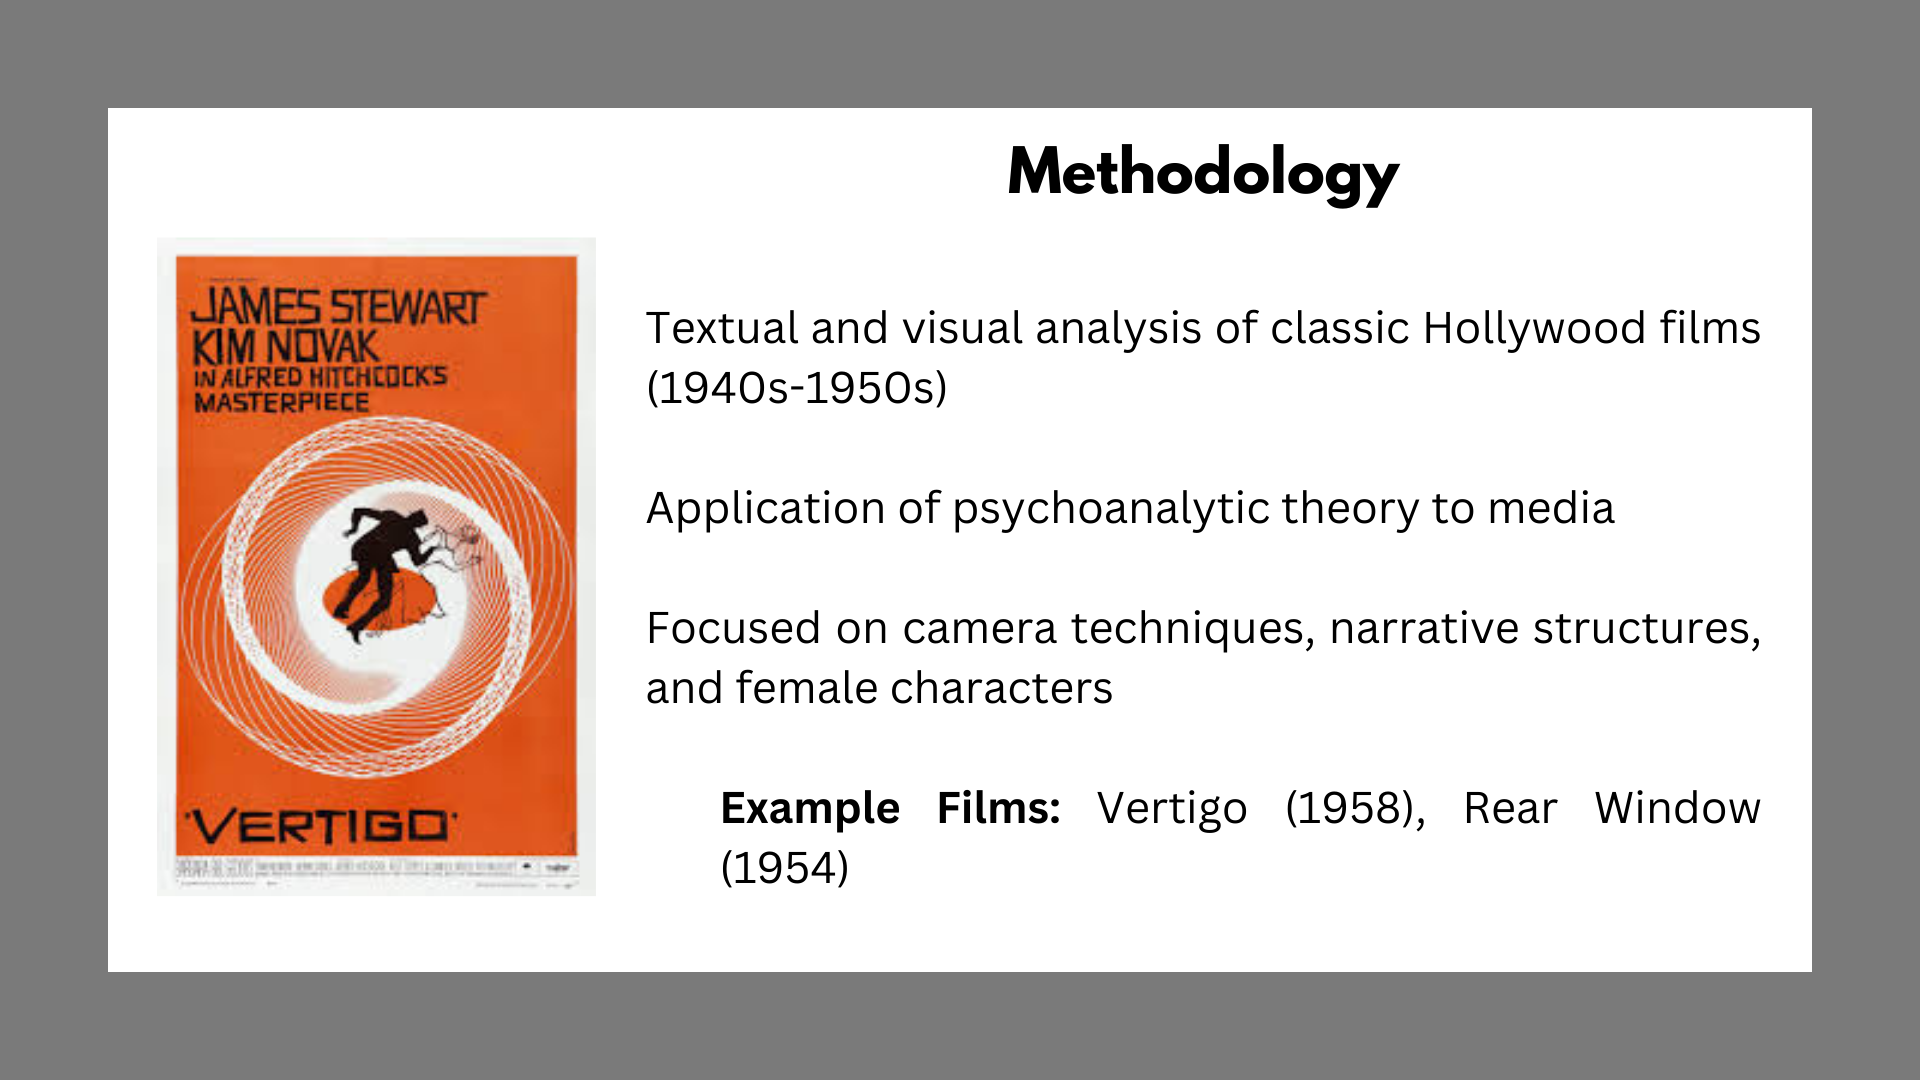 Methodology
JAMES STEWART
KIM NOVAK
IN ALFRED HITCHCOCK'S
MASTERPIECE
'VERTIGO'
Textual and visual analysis of classic Hollywood films
(1940s-1950s)
Application of psychoanalytic theory to media
Focused on camera techniques, narrative structures,
and female characters
Example Films: Vertigo (1958), Rear Window
(1954)